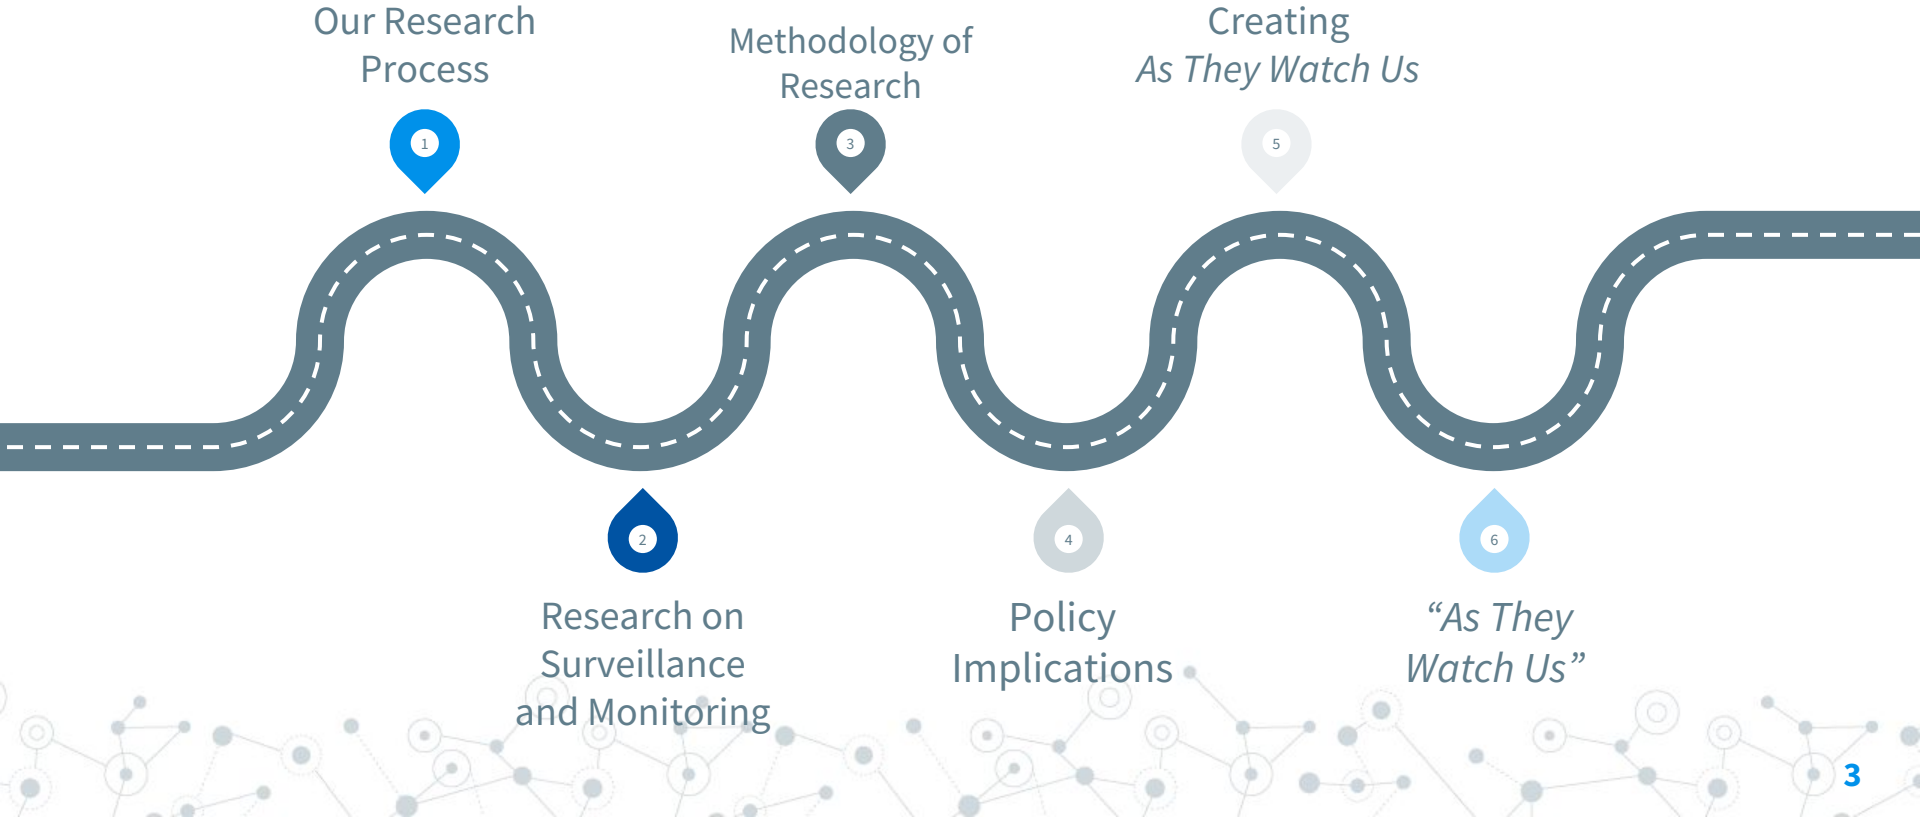 Our Research
Process
1
Research on
Surveillance
and Monitoring
2
Methodology of
Research
3
Policy
Implications
4
Creating
As They Watch Us
5
“As They
Watch Us”
6
3